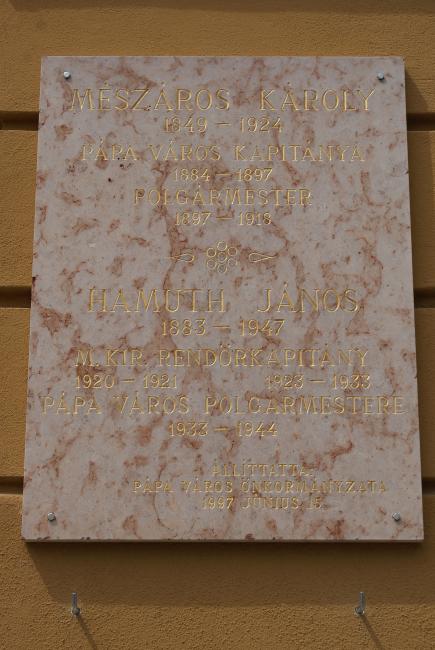 MÉSZÁROS KÁROLY
1849 – 1924
PÁPA VÁROS KAPITÁNYA
1884 – 1897
POLGÁRMESTER
1897 – 1918
HAMUTH JÁNOS
1883 – 1947
M. KIR. RENDŐRKAPITÁNY
1920 – 1921 1923 – 1933
PÁPA VÁROS POLGÁRMESTERE
1933 – 1944
ÁLLÍTTATTA:
PÁPA VÁROS ÖNKORMÁNYZATA
1997 JÚNIUS 15.